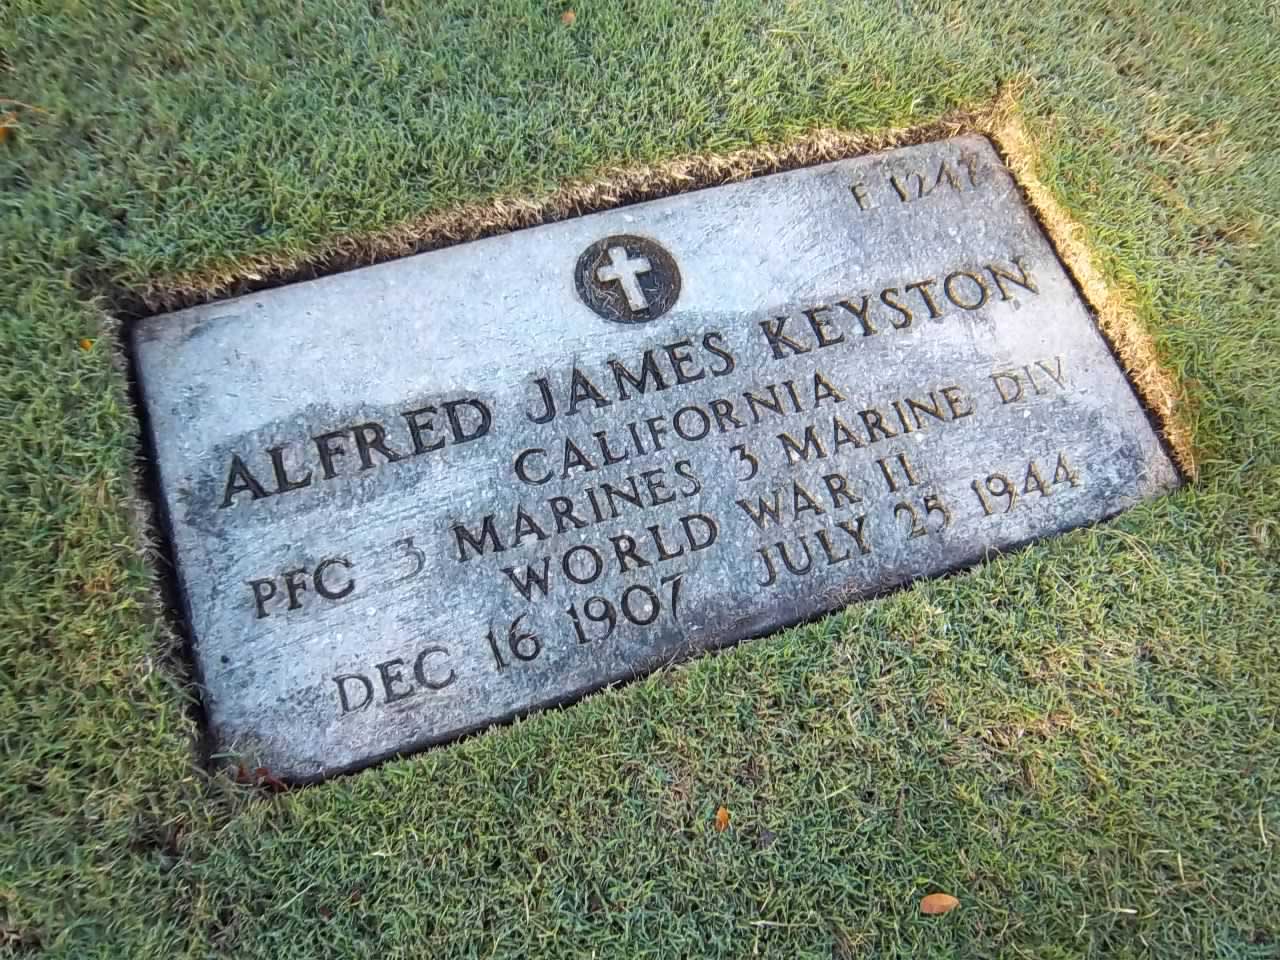 E 1247
ALFRED JAMES KEYSTON
CALIFORNIA
PFC 3 MARINES 3 MARINE DIV
WORLD WAR II
DEC 16 1907 JULY 25 1944